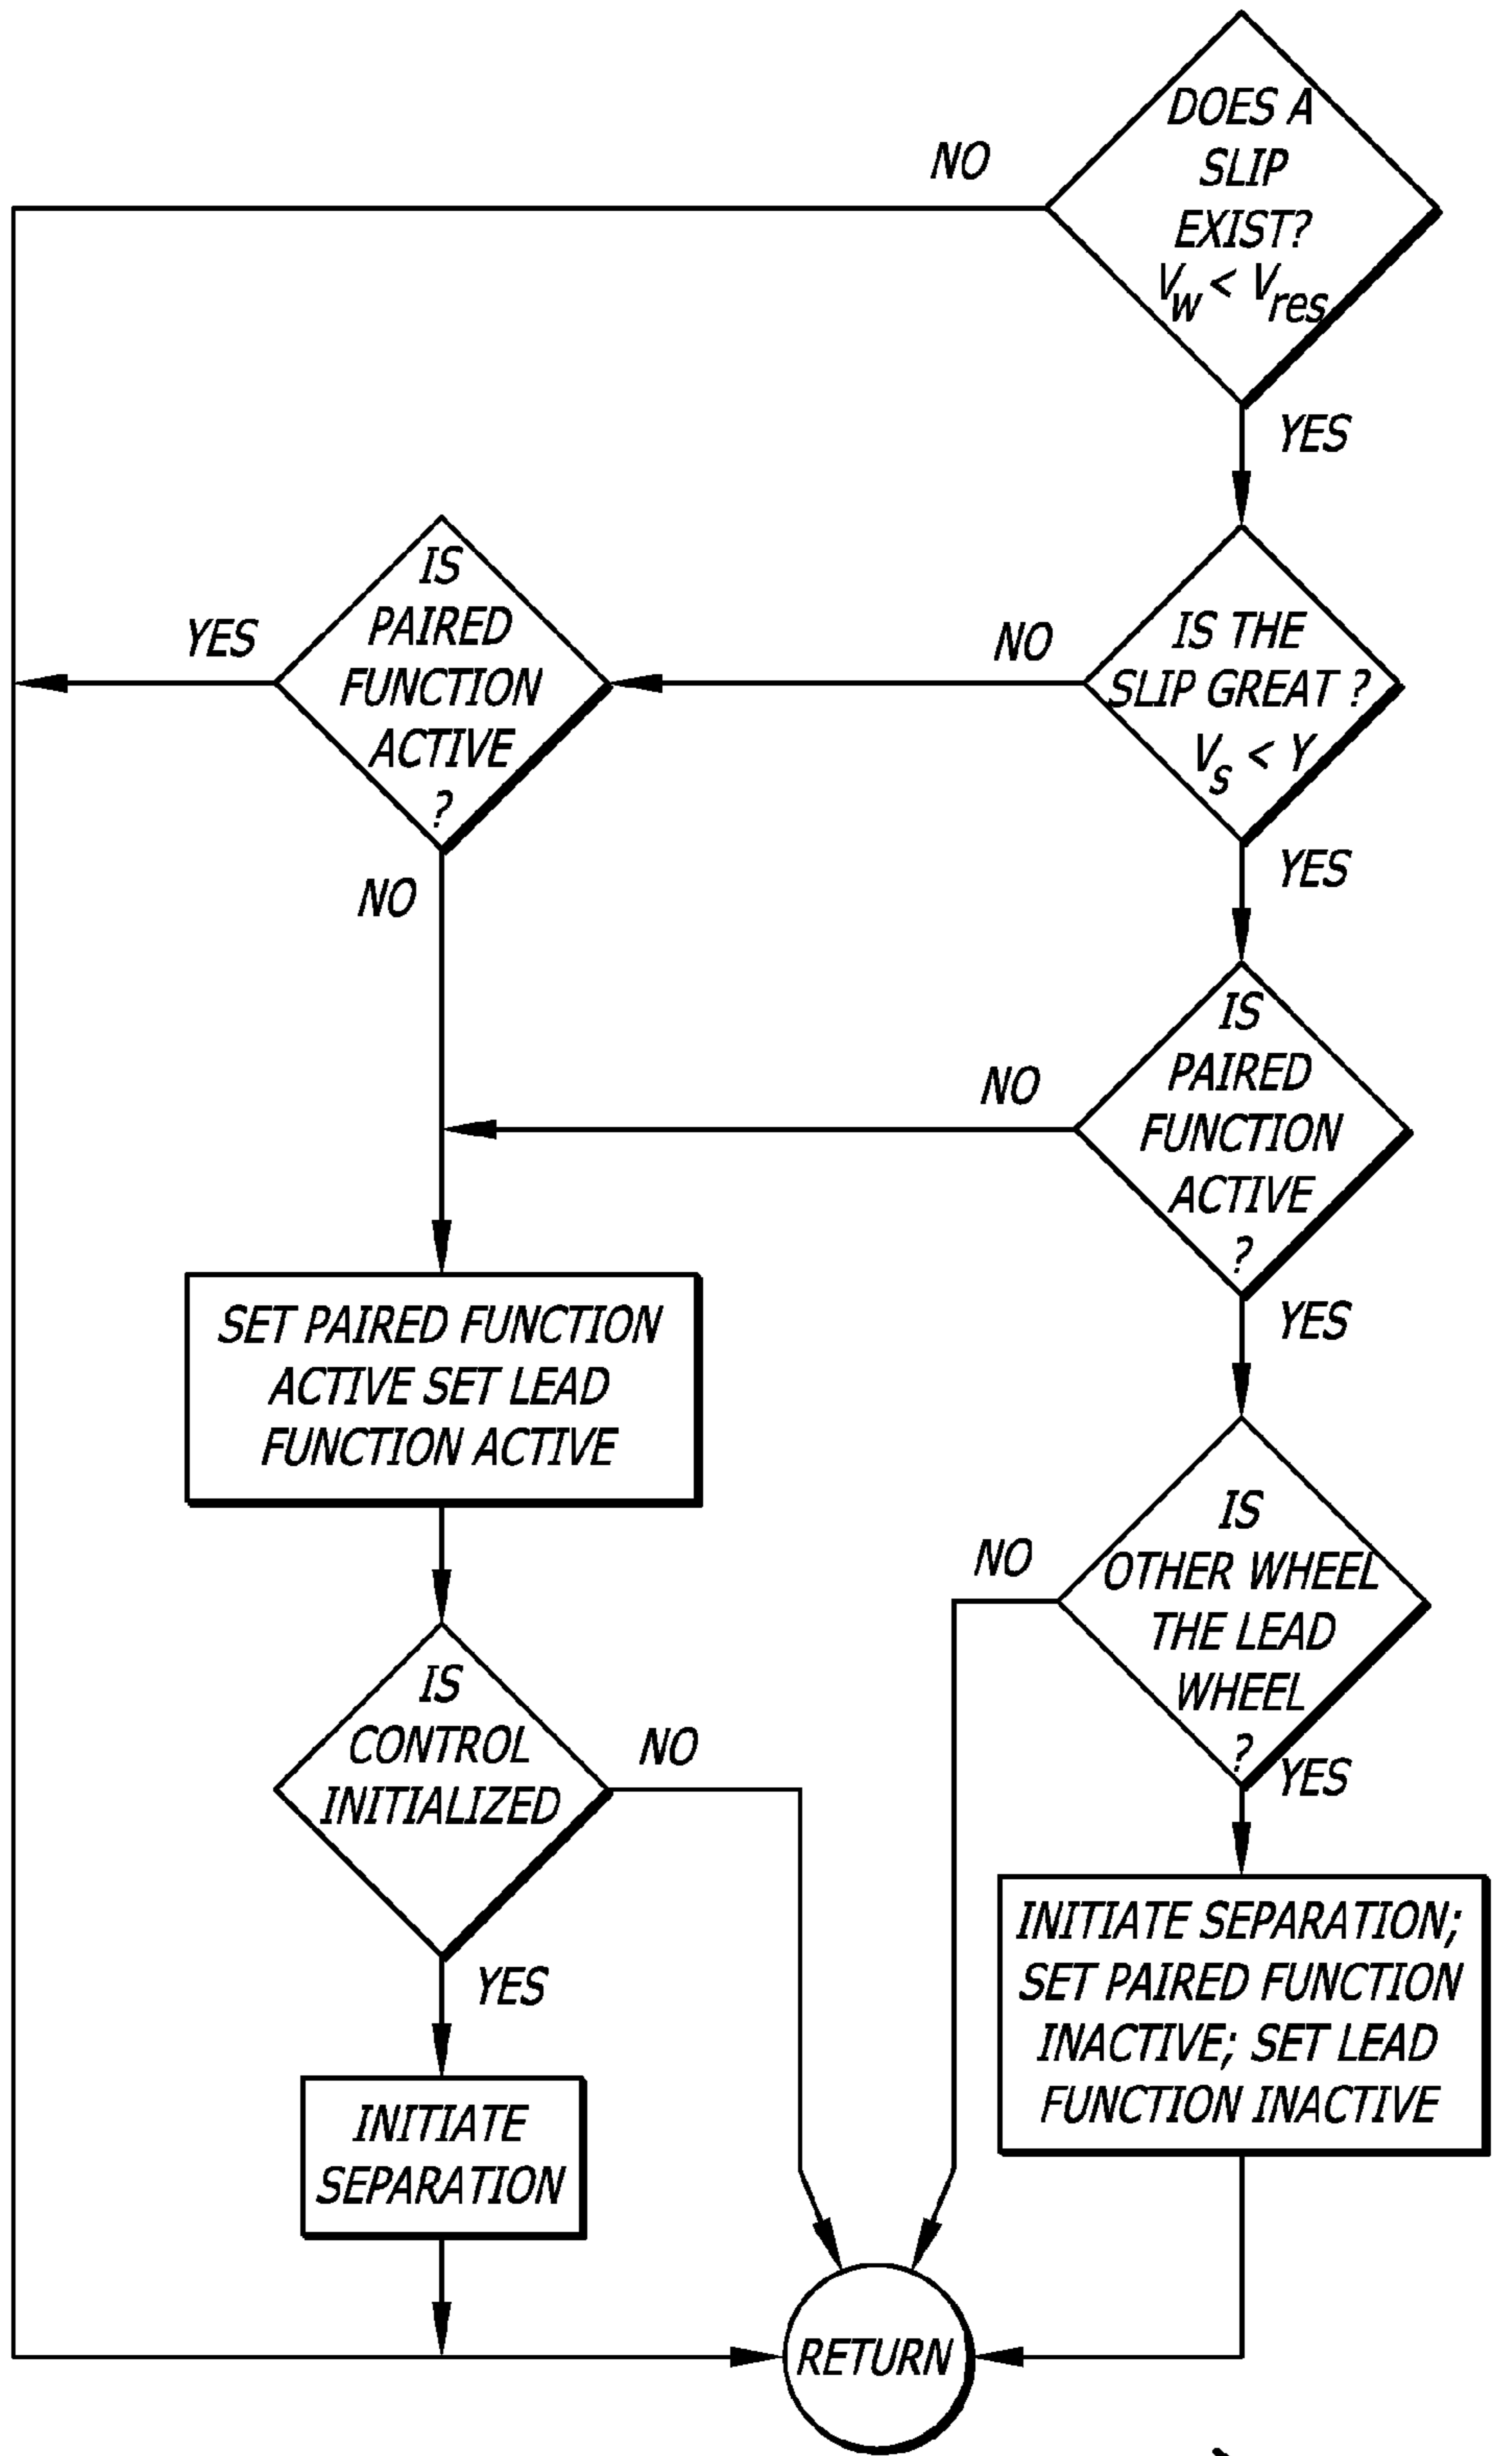 DOES A
SLIP
EXIST?
V_w < V_res
NO
YES
IS THE
SLIP GREAT ?
V_s < Y
NO
YES
IS
PAIRED
FUNCTION
ACTIVE
?
YES
NO
IS
PAIRED
FUNCTION
ACTIVE
?
NO
YES
SET PAIRED FUNCTION
ACTIVE SET LEAD
FUNCTION ACTIVE
IS
OTHER WHEEL
THE LEAD
WHEEL
?
NO
YES
IS
CONTROL
INITIALIZED
NO
YES
INITIATE SEPARATION;
SET PAIRED FUNCTION
INACTIVE; SET LEAD
FUNCTION INACTIVE
INITIATE
SEPARATION
RETURN